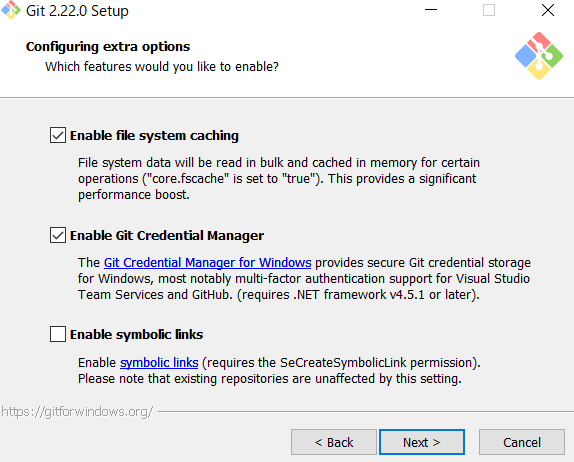 Git 2.22.0 Setup
Configuring extra options
Which features would you like to enable?
Enable file system caching
File system data will be read in bulk and cached in memory for certain
operations ("core.fscache" is set to "true"). This provides a significant
performance boost.
Enable Git Credential Manager
The Git Credential Manager for Windows provides secure Git credential storage
for Windows, most notably multi-factor authentication support for Visual Studio
Team Services and GitHub. (requires .NET framework v4.5.1 or later).
Enable symbolic links
Enable symbolic links (requires the SeCreateSymbolicLink permission).
Please note that existing repositories are unaffected by this setting.
https://gitforwindows.org/
< Back Next > Cancel